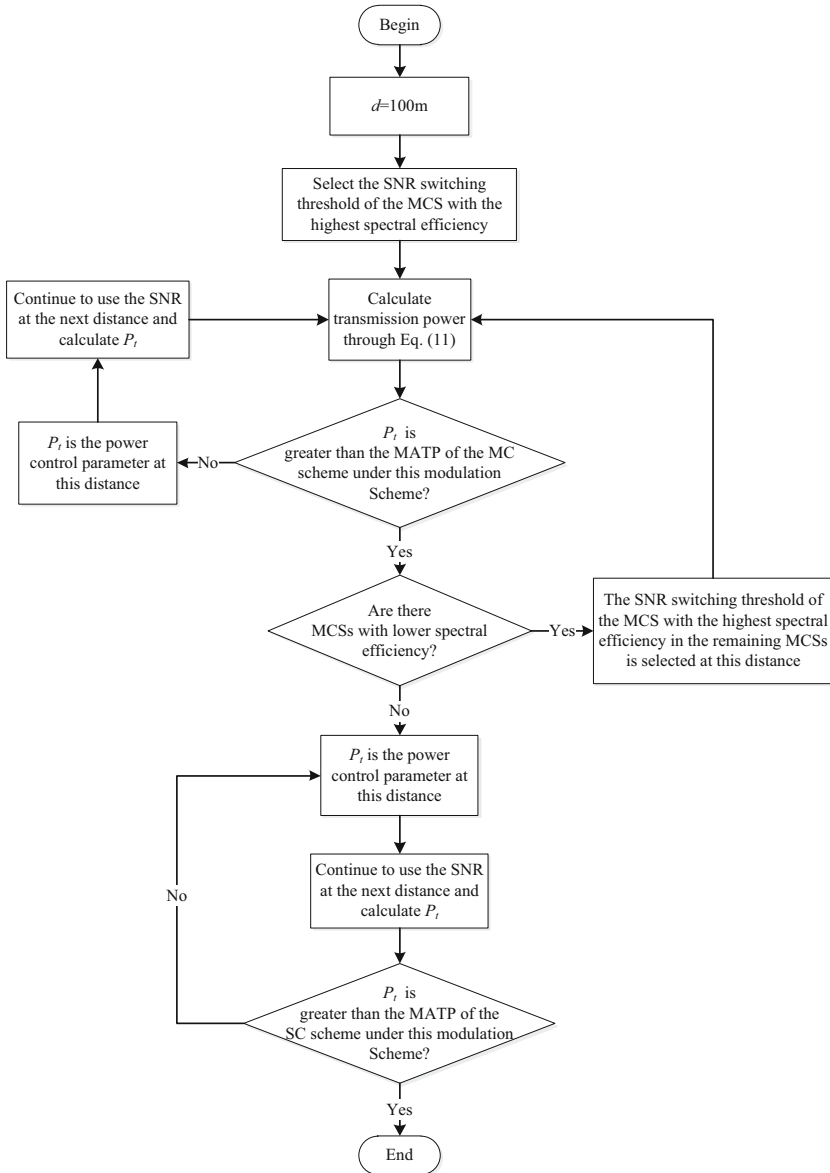 Begin
d=100m
Select the SNR switching
threshold of the MCS with the
highest spectral efficiency
Continue to use the SNR
at the next distance and
calculate Pt
Calculate
transmission power
through Eq. (11)
Pt is the power
control parameter at
this distance
No
Pt is
greater than the MATP of the MC
scheme under this modulation
Scheme?
Yes
Are there
MCSs with lower spectral
efficiency?
Yes
The SNR switching threshold of
the MCS with the highest spectral
efficiency in the remaining MCSs
is selected at this distance
No
Pt is the power
control parameter at
this distance
Continue to use the SNR
at the next distance and
calculate Pt
No
Pt is
greater than the MATP of the
SC scheme under this modulation
Scheme?
Yes
End